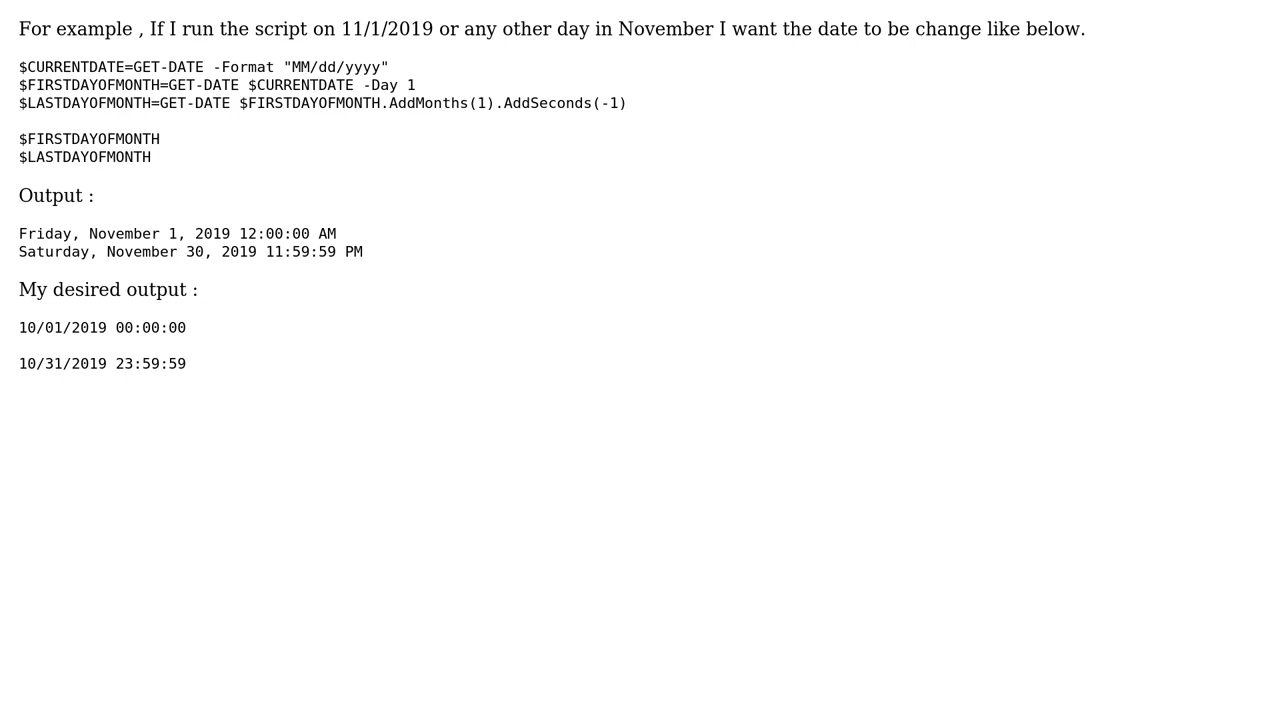 For example , If I run the script on 11/1/2019 or any other day in November I want the date to be change like below.
$CURRENTDATE=GET-DATE -Format "MM/dd/yyyy"
$FIRSTDAYOFMONTH=GET-DATE $CURRENTDATE -Day 1
$LASTDAYOFMONTH=GET-DATE $FIRSTDAYOFMONTH.AddMonths(1).AddSeconds(-1)
$FIRSTDAYOFMONTH
$LASTDAYOFMONTH
Output :
Friday, November 1, 2019 12:00:00 AM
Saturday, November 30, 2019 11:59:59 PM
My desired output :
10/01/2019 00:00:00
10/31/2019 23:59:59